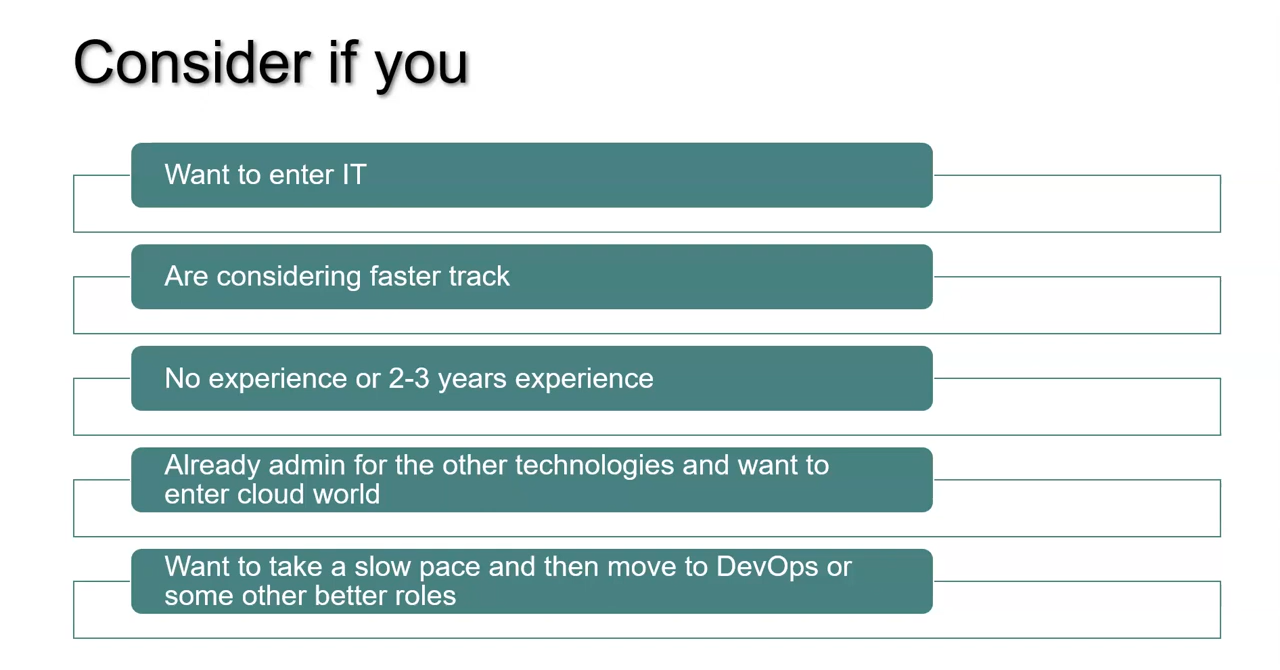 Consider if you
Want to enter IT
Are considering faster track
No experience or 2-3 years experience
Already admin for the other technologies and want to
enter cloud world
Want to take a slow pace and then move to DevOps or
some other better roles